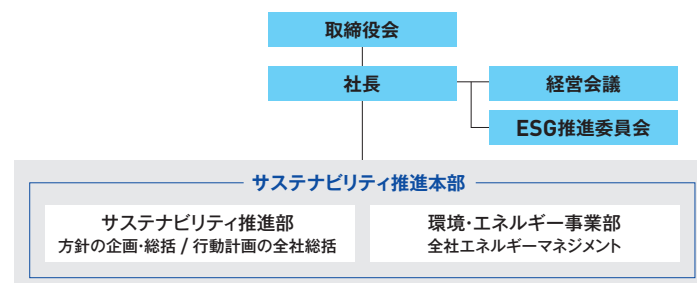 取締役会
社長
経営会議
ESG推進委員会
サステナビリティ推進本部
サステナビリティ推進部
方針の企画・総括 / 行動計画の全社総括
環境・エネルギー事業部
全社エネルギーマネジメント